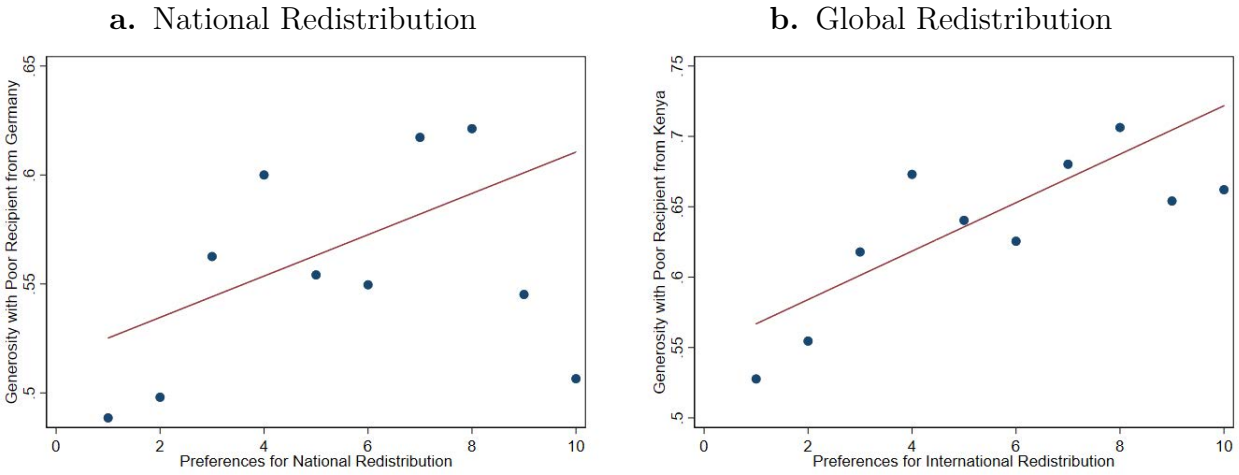 a. National Redistribution
Generosity with Poor Recipient from Germany
.65
.6
.55
.5
0 2 4 6 8 10
Preferences for National Redistribution
b. Global Redistribution
Generosity with Poor Recipient from Kenya
.75
.7
.65
.6
.55
.5
0 2 4 6 8 10
Preferences for International Redistribution